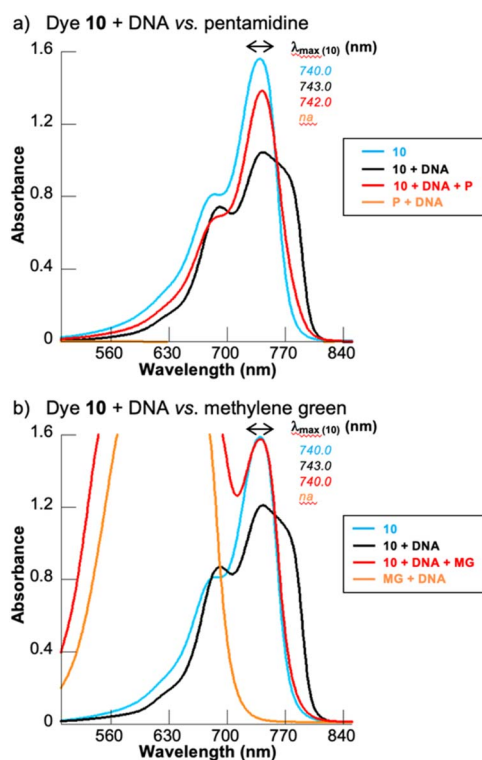 a) Dye 10 + DNA vs. pentamidine
λmax (10) (nm)
740.0
743.0
742.0
na
1.6
1.2
0.8
0.4
0
Absorbance
10
10 + DNA
10 + DNA + P
P + DNA
560 630 700 770 840
Wavelength (nm)
b) Dye 10 + DNA vs. methylene green
λmax (10) (nm)
740.0
743.0
740.0
na
1.6
1.2
0.8
0.4
0
Absorbance
10
10 + DNA
10 + DNA + MG
MG + DNA
560 630 700 770 840
Wavelength (nm)